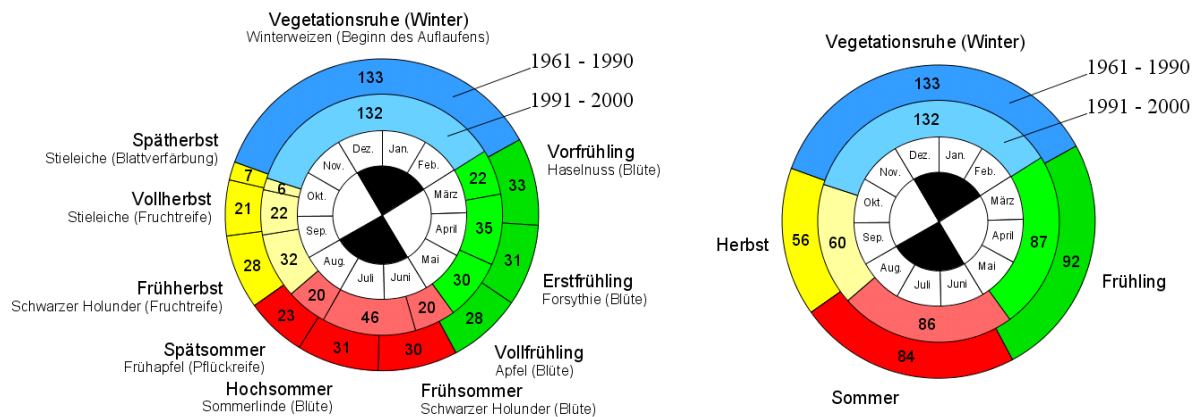 Vegetationsruhe (Winter)
Winterweizen (Beginn des Auflaufens)
1961 - 1990
1991 - 2000
133
132
Spätherbst
Stieleiche (Blattverfärbung)
Vollherbst
Stieleiche (Fruchtreife)
Frühherbst
Schwarzer Holunder (Fruchtreife)
Spätsommer
Frühapfel (Pflückreife)
Hochsommer
Sommerlinde (Blüte)
Frühsommer
Schwarzer Holunder (Blüte)
Vollfrühling
Apfel (Blüte)
Erstfrühling
Forsythie (Blüte)
Vorfrühling
Haselnuss (Blüte)
33
31
28
30
31
23
28
21
7
22
35
30
20
46
20
32
22
6
Jan.
Feb.
März
April
Mai
Juni
Juli
Aug.
Sep.
Okt.
Nov.
Dez.
Vegetationsruhe (Winter)
1961 - 1990
1991 - 2000
133
132
Herbst
56
60
Frühling
87
92
Sommer
86
84
Jan.
Feb.
März
April
Mai
Juni
Juli
Aug.
Sep.
Okt.
Nov.
Dez.